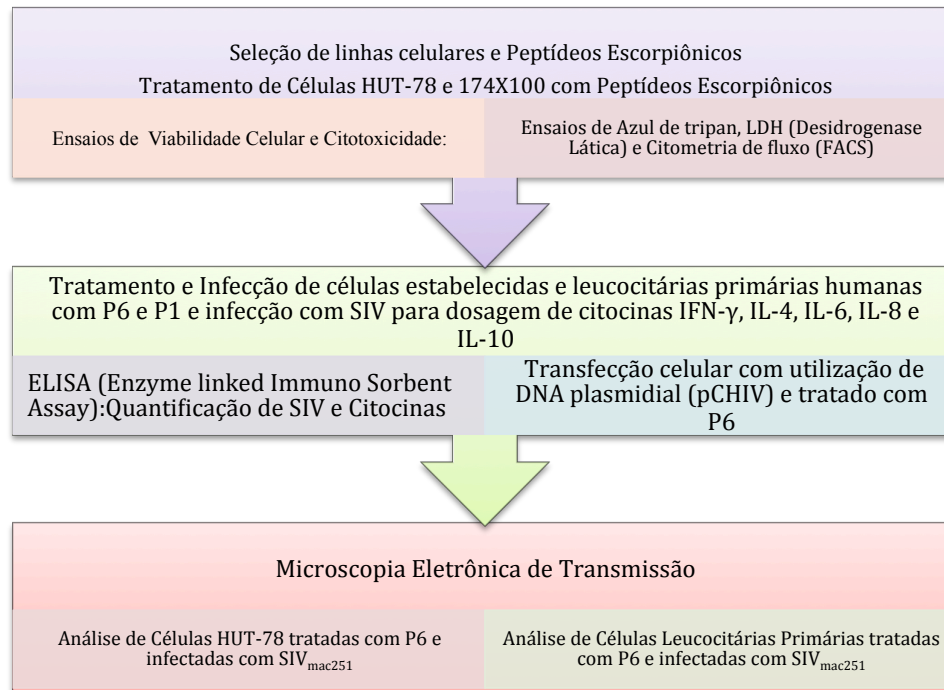 Seleção de linhas celulares e Peptídeos Escorpiônicos
Tratamento de Células HUT-78 e 174X100 com Peptídeos Escorpiônicos
Ensaios de Viabilidade Celular e Citotoxicidade:
Ensaios de Azul de tripan, LDH (Desidrogenase
Lática) e Citometria de fluxo (FACS)
Tratamento e Infecção de células estabelecidas e leucocitárias primárias humanas
com P6 e P1 e infecção com SIV para dosagem de citocinas IFN-γ, IL-4, IL-6, IL-8 e
IL-10
ELISA (Enzyme linked Immuno Sorbent
Assay):Quantificação de SIV e Citocinas
Transfecção celular com utilização de
DNA plasmidial (pCHIV) e tratado com
P6
Microscopia Eletrônica de Transmissão
Análise de Células HUT-78 tratadas com P6 e
infectadas com SIVmac251
Análise de Células Leucocitárias Primárias tratadas
com P6 e infectadas com SIVmac251